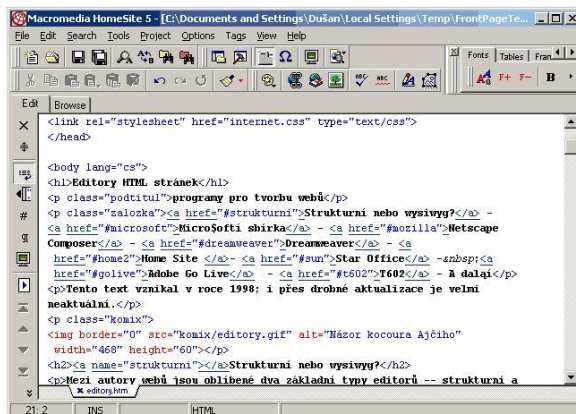 Macromedia HomeSite 5 - [C:\Documents and Settings\Dušan\Local Settings\Temp\FrontPageTe...
File Edit Search Tools Project Options Tags View Help
Fonts Tables Fran
F+ F- B
Edit Browse
<link rel="stylesheet" href="internet.css" type="text/css">
</head>
<body lang="cs">
<h1>Editory HTML stránek</h1>
<p class="podtitul">programy pro tvorbu webů</p>
<p class="zalozka"><a href="#strukturni">Strukturní nebo wysiwyg?</a> -
<a href="#microsoft">Micro$oftí sbírka</a> - <a href="#mozilla">Netscape
Composer</a> - <a href="#dreamweaver">Dreamweaver</a> - <a
href="#home2">Home Site </a>- <a href="#sun">Star Office</a> -&nbsp;<a
href="#golive">Adobe Go Live</a> - <a href="#t602">T602</a> - A daląí</p>
<p>Tento text vznikal v roce 1998; i přes drobné aktualizace je velmi
neaktuální.</p>
<p class="komix">
<img border="0" src="komix/editory.gif" alt="Názor kocoura Ajčiho"
width="468" height="60"></p>
<h2><a name="strukturni"></a>Strukturní nebo wysiwyg?</h2>
<p>Mezi autory webů jsou oblíbené dva základní typy editorů -- strukturní a
editory.htm
21: 2 INS HTML